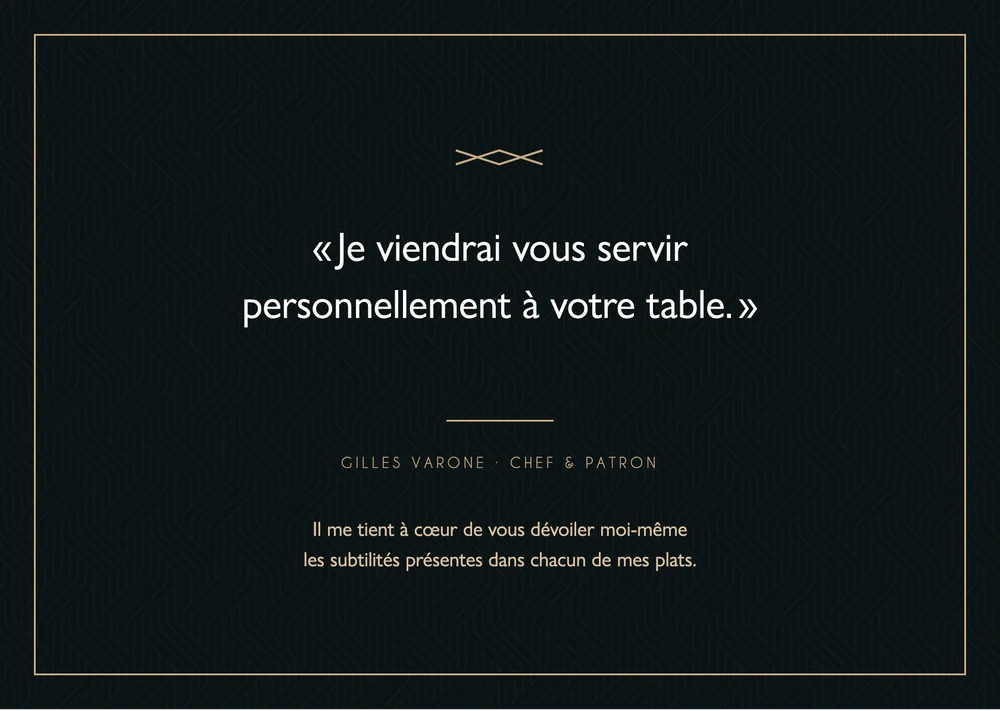 « Je viendrai vous servir
personnellement à votre table. »
GILLES VARONE · CHEF & PATRON
Il me tient à cœur de vous dévoiler moi-même
les subtilités présentes dans chacun de mes plats.